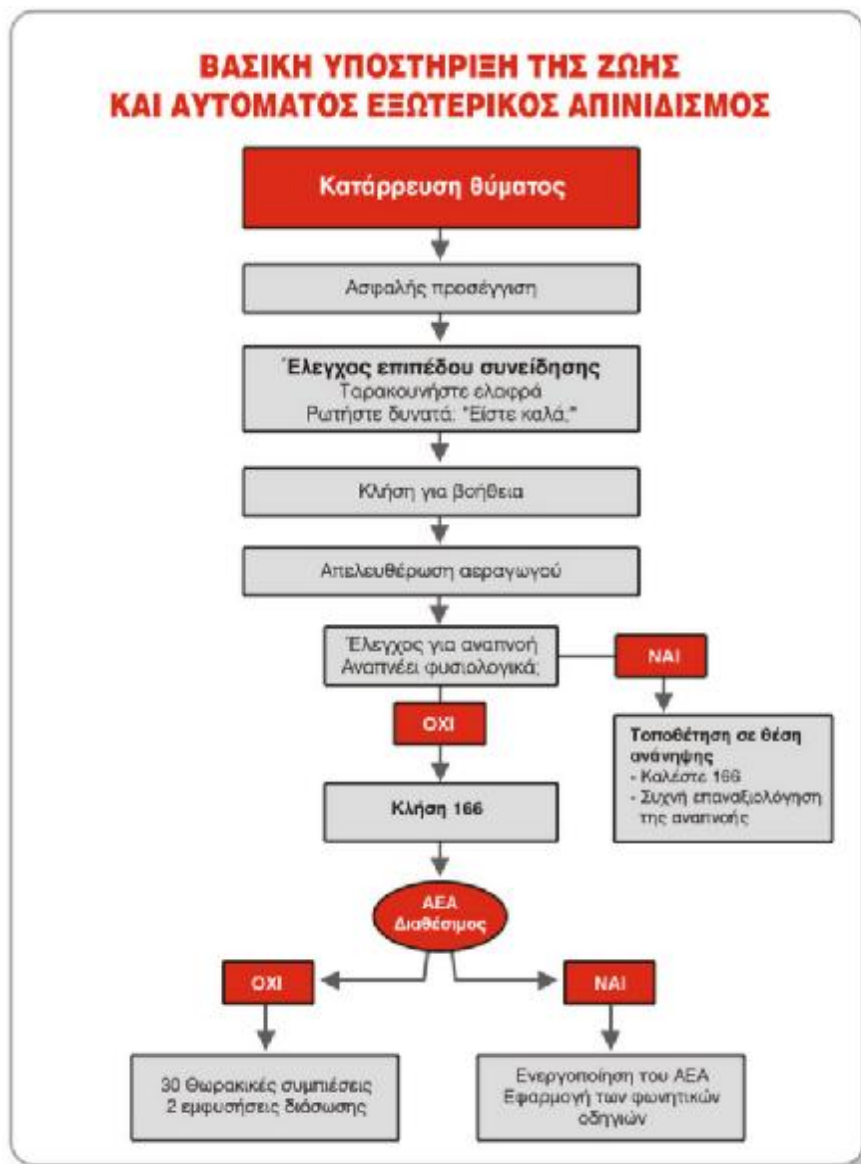 ΒΑΣΙΚΗ ΥΠΟΣΤΗΡΙΞΗ ΤΗΣ ΖΩΗΣ
ΚΑΙ ΑΥΤΟΜΑΤΟΣ ΕΞΩΤΕΡΙΚΟΣ ΑΠΙΝΙΔΙΣΜΟΣ
Κατάρρευση θύματος
Ασφαλής προσέγγιση
Έλεγχος επιπέδου συνείδησης
Ταρακουνήστε ελαφρά
Ρωτήστε δυνατά: "Είστε καλά;"
Κλήση για βοήθεια
Απελευθέρωση αεραγωγού
Έλεγχος για αναπνοή
Αναπνέει φυσιολογικά;
ΝΑΙ
ΟΧΙ
Τοποθέτηση σε θέση
ανάνηψης
- Καλέστε 166
- Συχνή επαναξιολόγηση
της αναπνοής
Κλήση 166
ΑΕΑ
Διαθέσιμος
ΟΧΙ
ΝΑΙ
30 Θωρακικές συμπιέσεις
2 εμφυσήσεις διάσωσης
Ενεργοποίηση του ΑΕΑ
Εφαρμογή των φωνητικών
οδηγιών